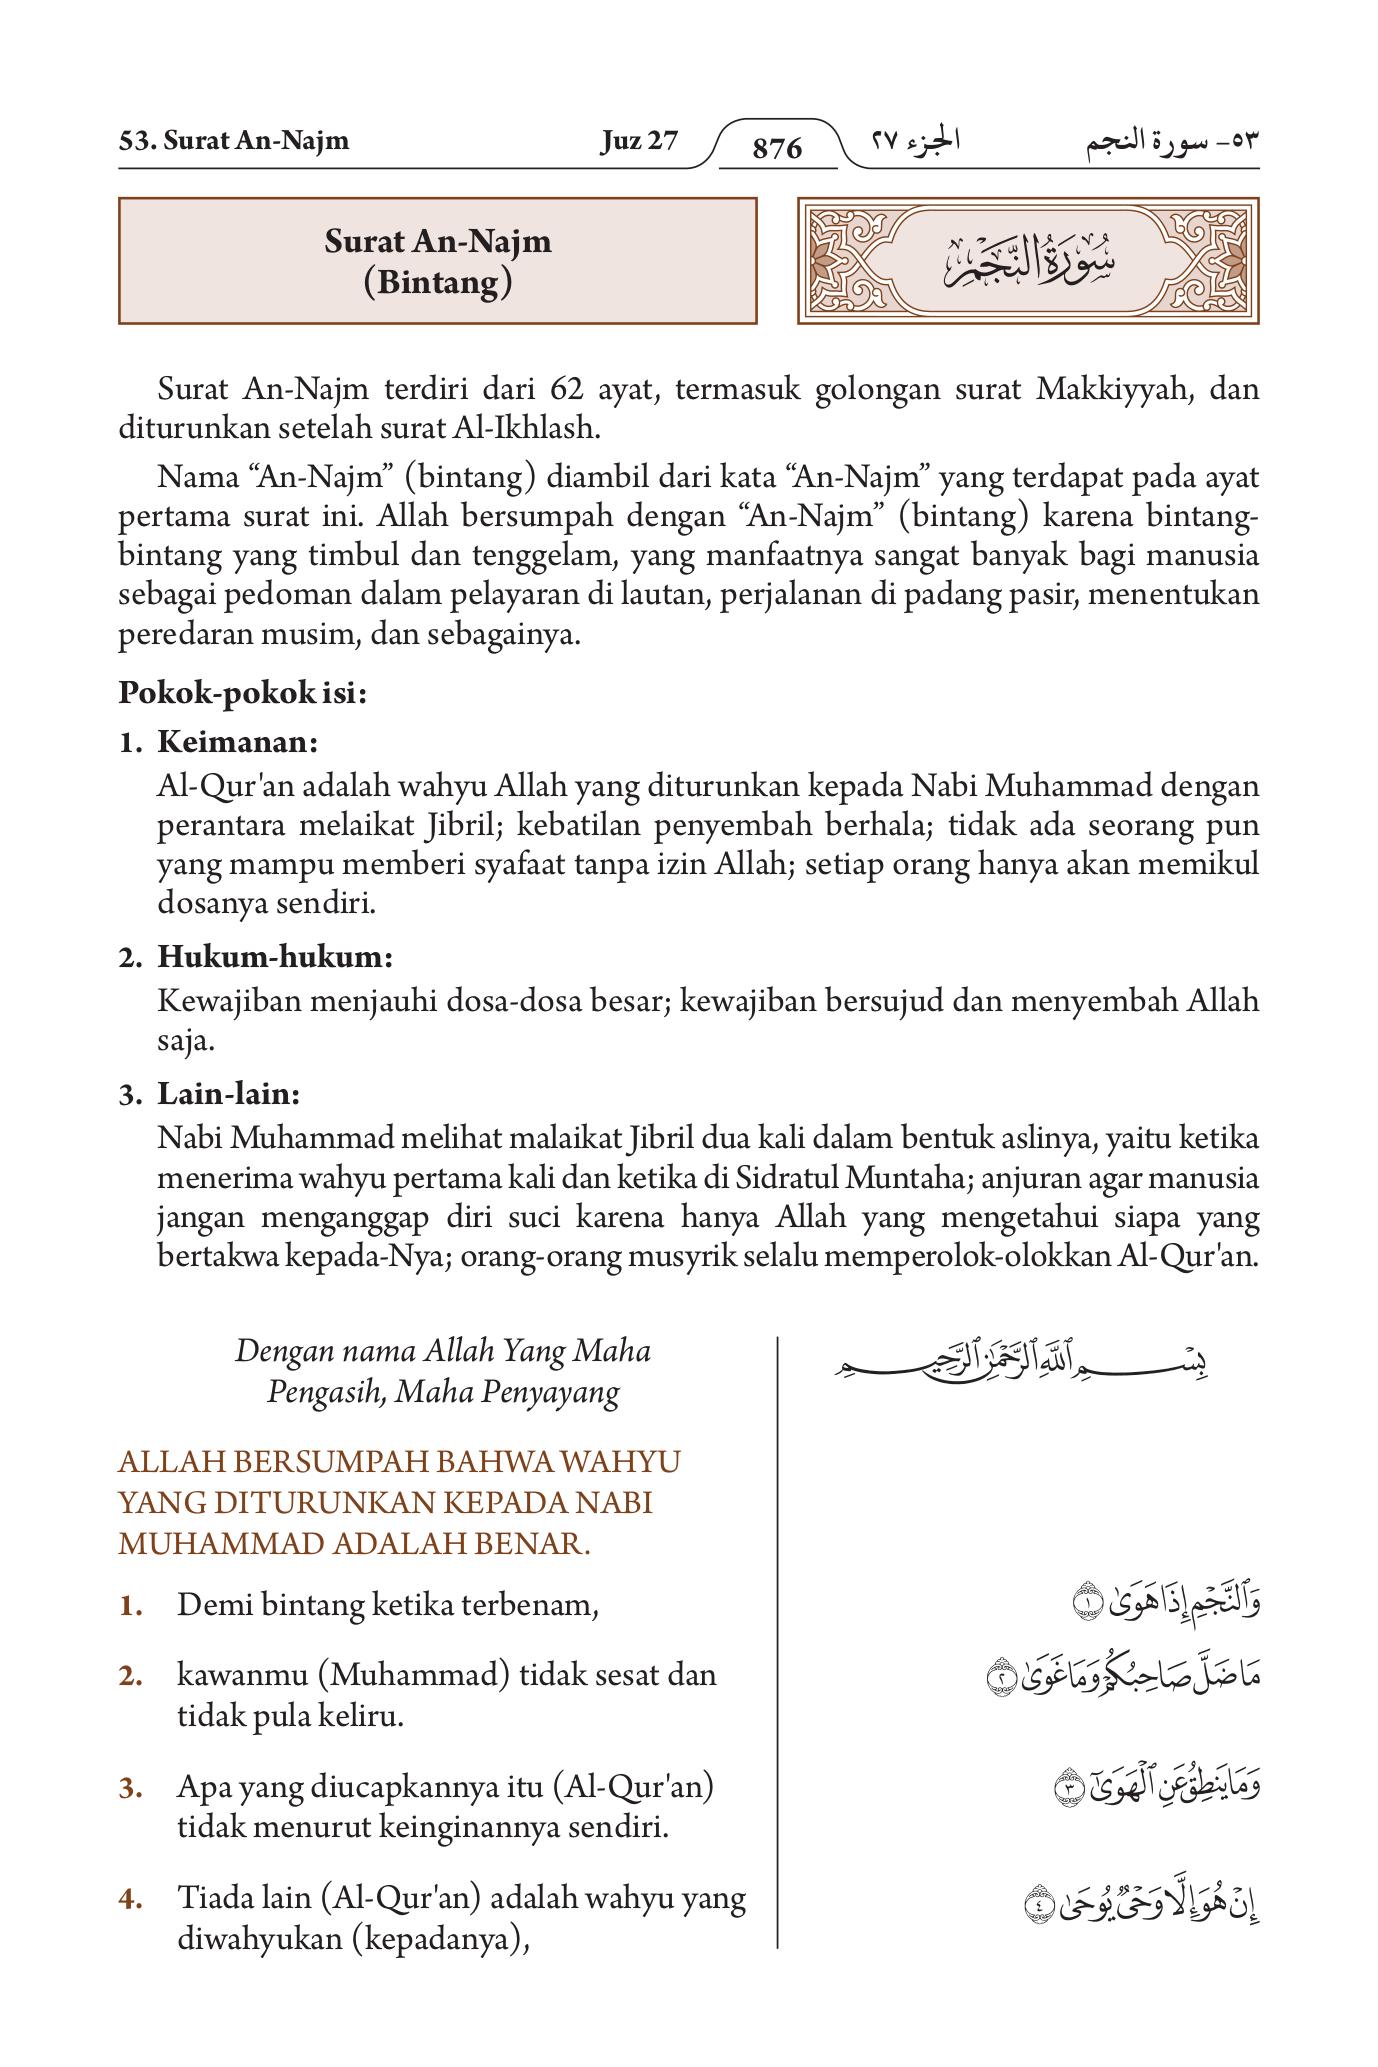 53. Surat An-Najm Juz 27 876 الجزء ٢٧ ٥٣- سورة النجم
Surat An-Najm
(Bintang)
سُورَةُ النَّجْمِ
Surat An-Najm terdiri dari 62 ayat, termasuk golongan surat Makkiyyah, dan
diturunkan setelah surat Al-Ikhlash.
Nama “An-Najm” (bintang) diambil dari kata “An-Najm” yang terdapat pada ayat
pertama surat ini. Allah bersumpah dengan “An-Najm” (bintang) karena bintang-
bintang yang timbul dan tenggelam, yang manfaatnya sangat banyak bagi manusia
sebagai pedoman dalam pelayaran di lautan, perjalanan di padang pasir, menentukan
peredaran musim, dan sebagainya.
Pokok-pokok isi:
1. Keimanan:
Al-Qur'an adalah wahyu Allah yang diturunkan kepada Nabi Muhammad dengan
perantara melaikat Jibril; kebatilan penyembah berhala; tidak ada seorang pun
yang mampu memberi syafaat tanpa izin Allah; setiap orang hanya akan memikul
dosanya sendiri.
2. Hukum-hukum:
Kewajiban menjauhi dosa-dosa besar; kewajiban bersujud dan menyembah Allah
saja.
3. Lain-lain:
Nabi Muhammad melihat malaikat Jibril dua kali dalam bentuk aslinya, yaitu ketika
menerima wahyu pertama kali dan ketika di Sidratul Muntaha; anjuran agar manusia
jangan menganggap diri suci karena hanya Allah yang mengetahui siapa yang
bertakwa kepada-Nya; orang-orang musyrik selalu memperolok-olokkan Al-Qur'an.
Dengan nama Allah Yang Maha
Pengasih, Maha Penyayang
بِسْمِ ٱللَّهِ ٱلرَّحْمَٰنِ ٱلرَّحِيمِ
ALLAH BERSUMPAH BAHWA WAHYU
YANG DITURUNKAN KEPADA NABI
MUHAMMAD ADALAH BENAR.
1. Demi bintang ketika terbenam,
وَٱلنَّجْمِ إِذَا هَوَىٰ ١
2. kawanmu (Muhammad) tidak sesat dan
tidak pula keliru.
مَا ضَلَّ صَاحِبُكُمْ وَمَا غَوَىٰ ٢
3. Apa yang diucapkannya itu (Al-Qur'an)
tidak menurut keinginannya sendiri.
وَمَا يَنطِقُ عَنِ ٱلْهَوَىٰٓ ٣
4. Tiada lain (Al-Qur'an) adalah wahyu yang
diwahyukan (kepadanya),
إِنْ هُوَ إِلَّا وَحْىٌ يُوحَىٰ ٤